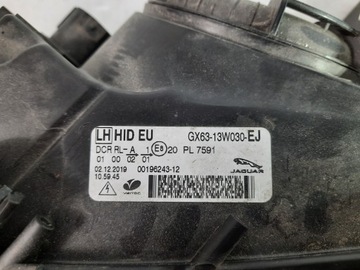 LH HID EU GX63-13W030-EJ
DCR RL-A 1 E8 20 PL 7591
01 00 02 01
02.12.2019 00196243-12
10.59.45
JAGUAR